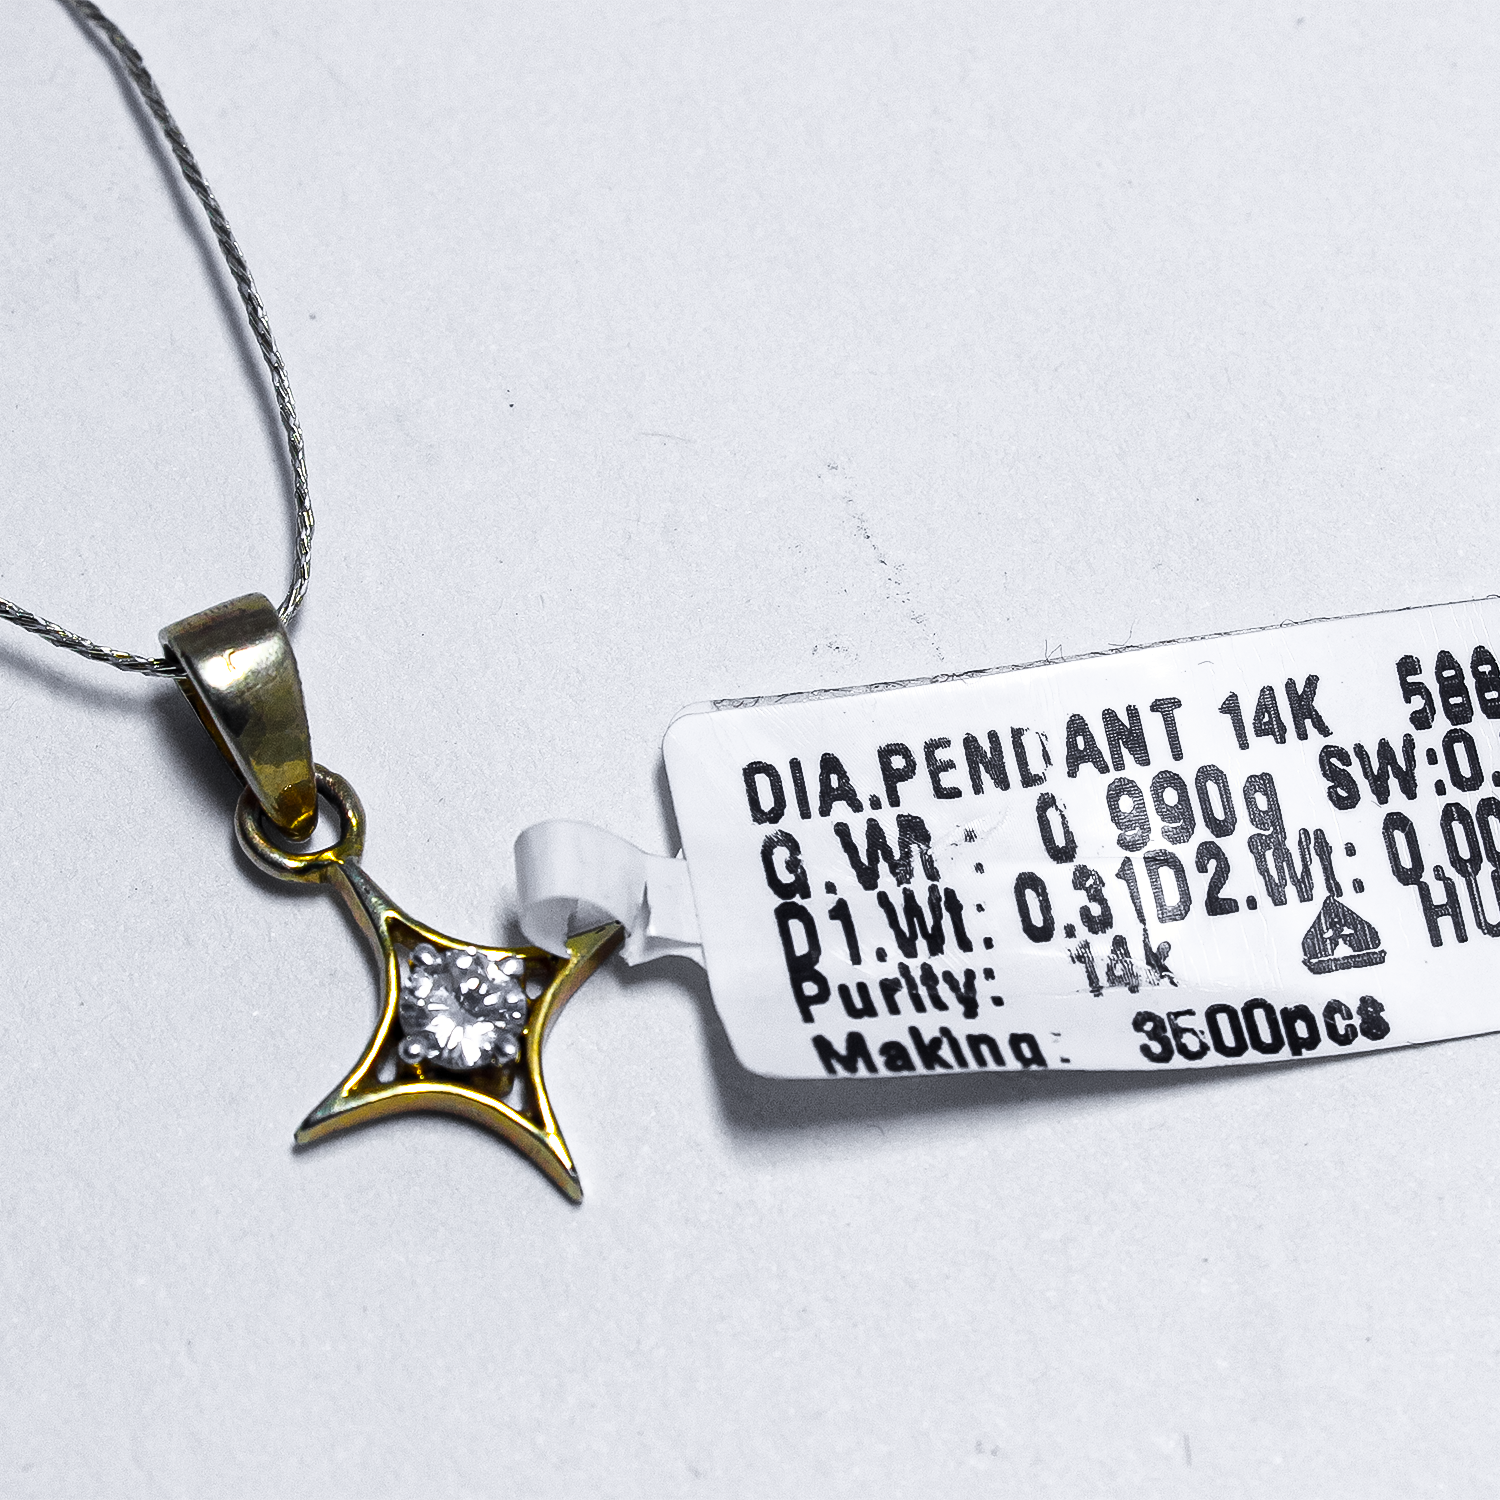 DIA.PENDANT 14K 588
G.Wt: 0.990g SW:0.
D1.Wt: 0.31D2.Wt: 0.00
Purity: 14k HU
Making: 3500pcs